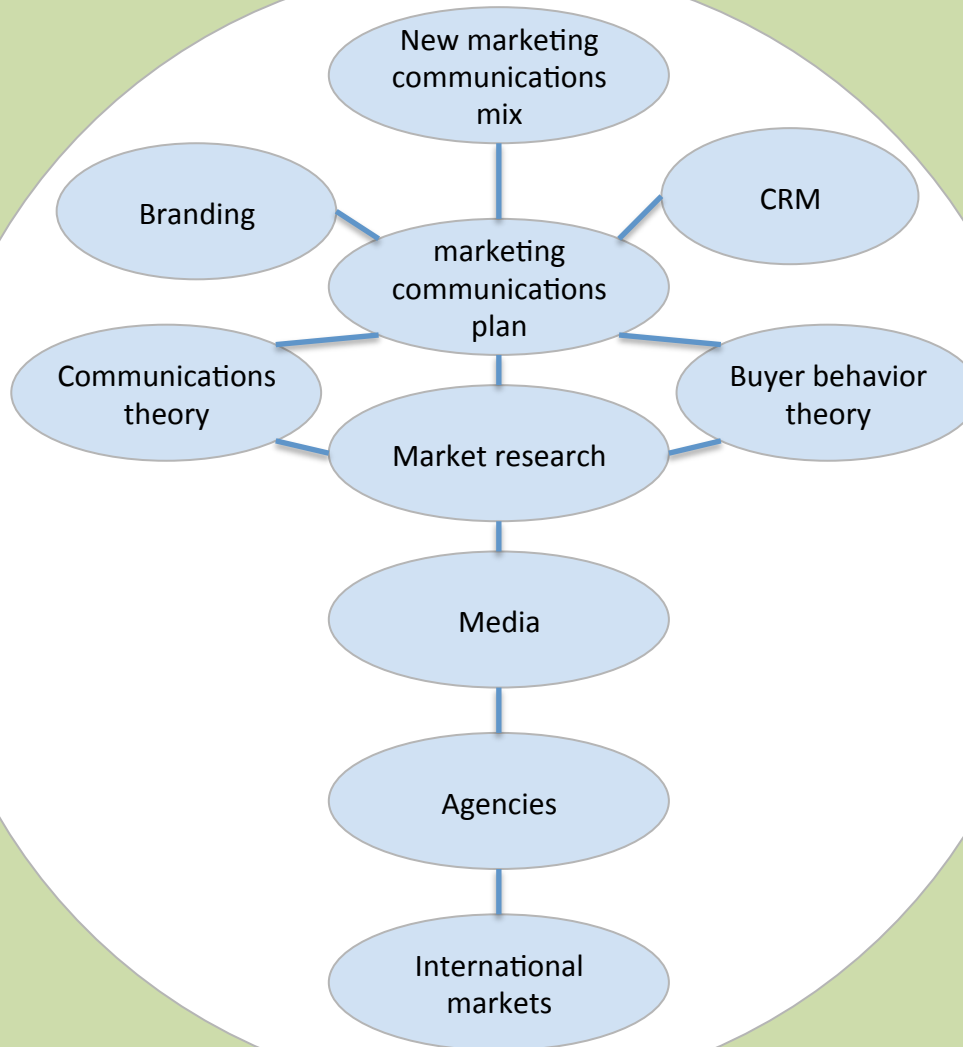 New marketing
communications
mix
Branding
CRM
marketing
communications
plan
Communications
theory
Buyer behavior
theory
Market research
Media
Agencies
International
markets